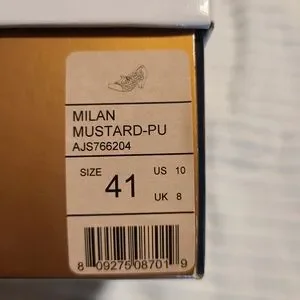 MILAN
MUSTARD-PU
AJS766204
SIZE 41 US 10
UK 8
8 09275 08701 9